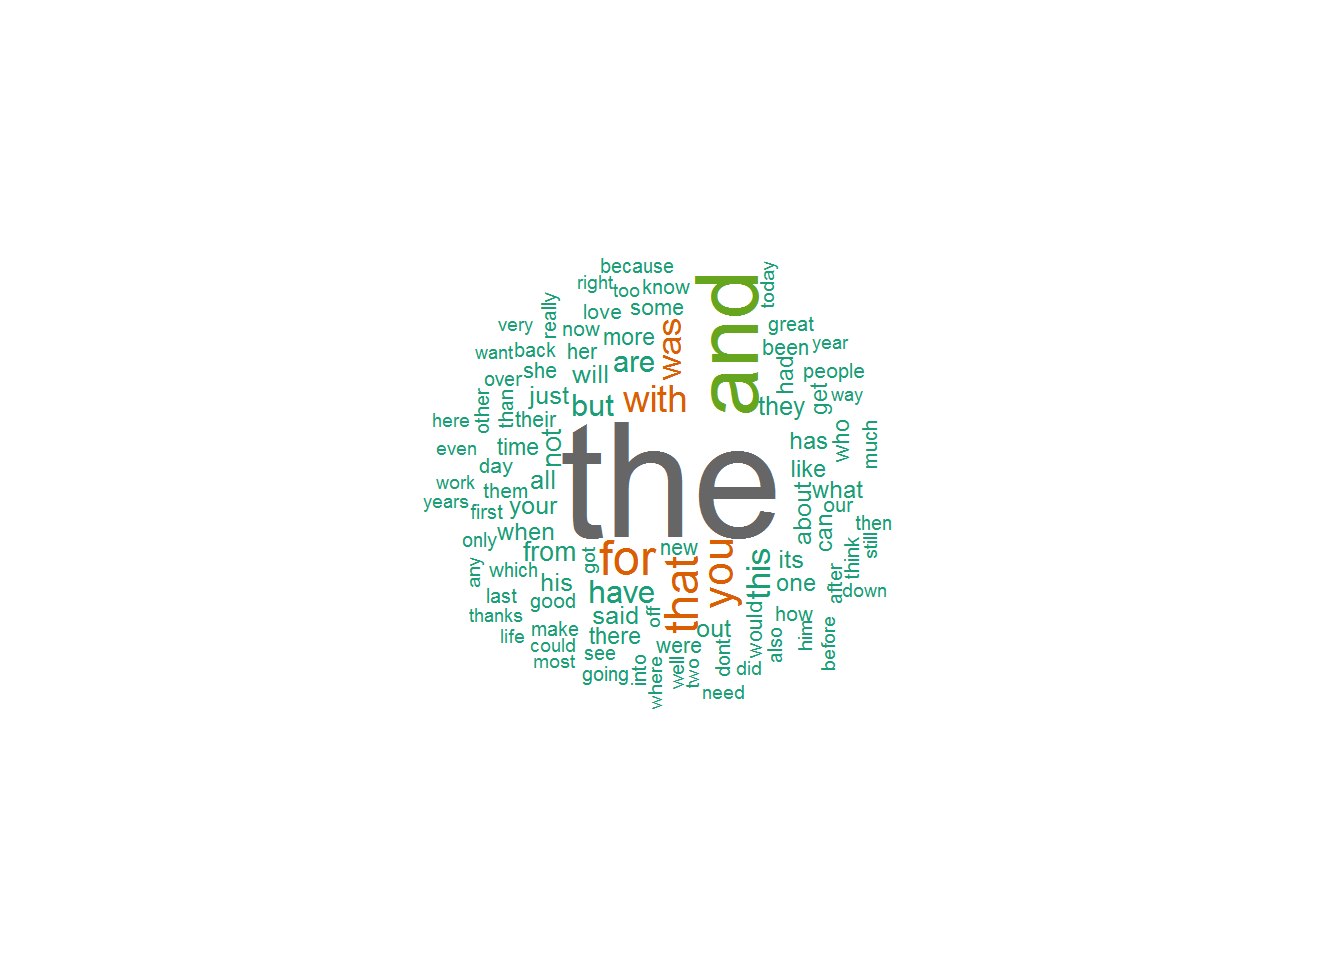 because
right
too
know
today
really
love
some
very
now
more
was
and
great
want
back
her
are
been
year
over
she
will
had
people
other
than
just
but
with
they
get
way
here
their
even
time
not
the
has
who
much
day
all
like
work
them
about
what
years
first
your
can
our
only
when
then
from
got
for
new
that
you
this
its
think
still
any
which
his
have
one
after
down
last
good
thanks
said
off
out
would
how
life
make
there
were
also
him
before
could
see
most
going
into
where
well
two
dont
did
need